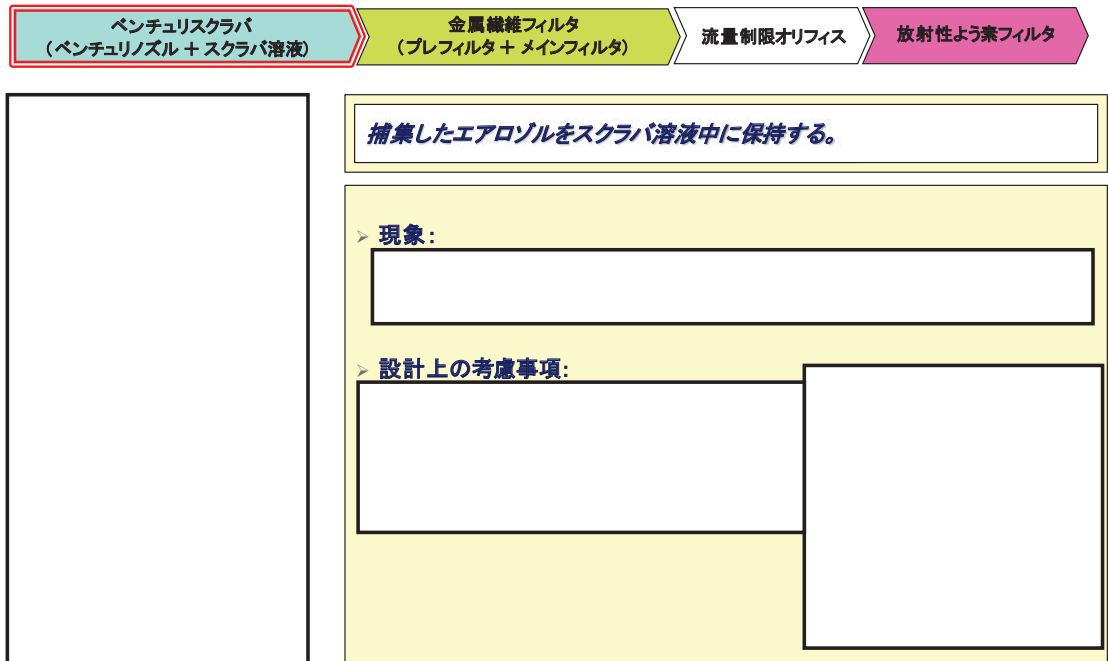 ベンチュリスクラバ
（ベンチュリノズル ＋ スクラバ溶液）
金属繊維フィルタ
（プレフィルタ ＋ メインフィルタ）
流量制限オリフィス
放射性よう素フィルタ
捕集したエアロゾルをスクラバ溶液中に保持する。
➢ 現象：
➢ 設計上の考慮事項: